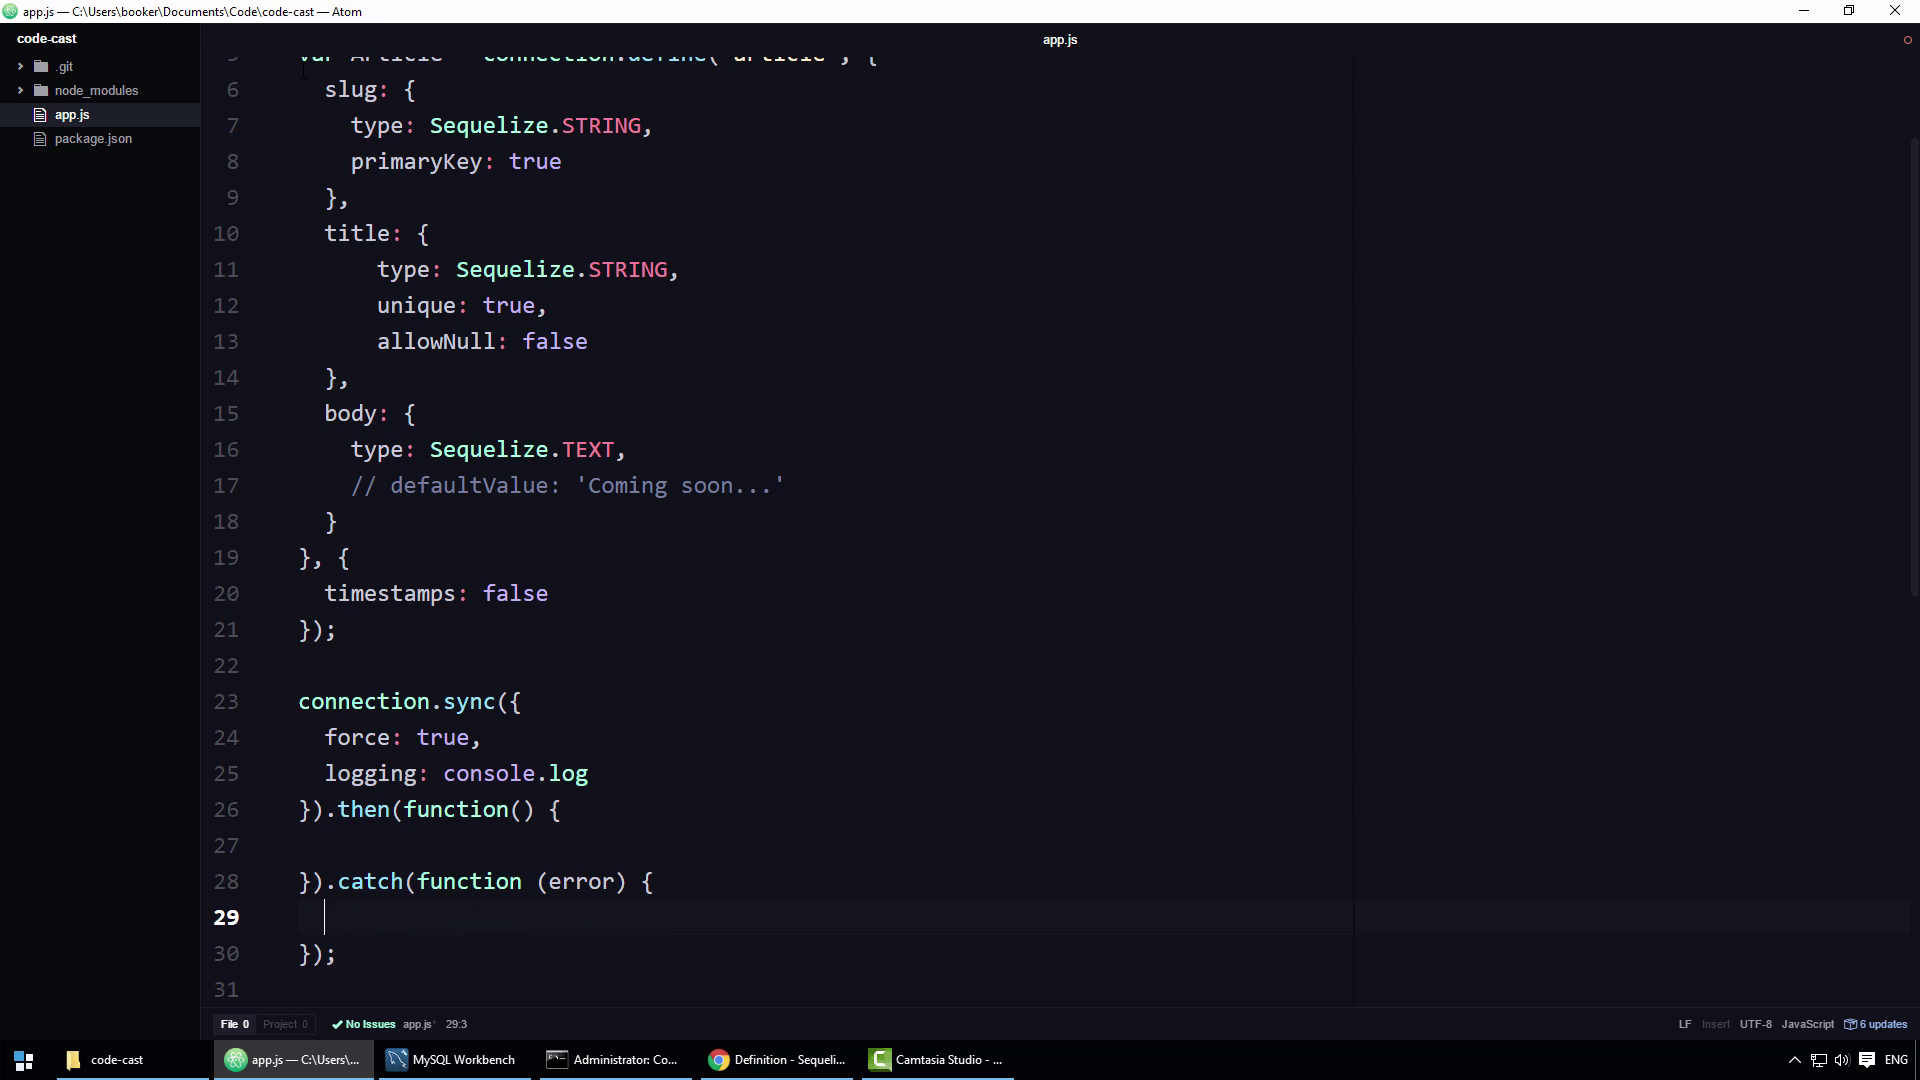 app.js — C:\Users\booker\Documents\Code\code-cast — Atom
code-cast
.git
node_modules
app.js
package.json
app.js
5 var Article = connection.define('article', {
6 slug: {
7 type: Sequelize.STRING,
8 primaryKey: true
9 },
10 title: {
11 type: Sequelize.STRING,
12 unique: true,
13 allowNull: false
14 },
15 body: {
16 type: Sequelize.TEXT,
17 // defaultValue: 'Coming soon...'
18 }
19 }, {
20 timestamps: false
21 });
22
23 connection.sync({
24 force: true,
25 logging: console.log
26 }).then(function() {
27
28 }).catch(function (error) {
29
30 });
31
File 0 Project 0 No Issues app.js* 29:3
LF Insert UTF-8 JavaScript 6 updates
code-cast
app.js — C:\Users\...
MySQL Workbench
Administrator: Co...
Definition - Sequeli...
Camtasia Studio - ...
ENG